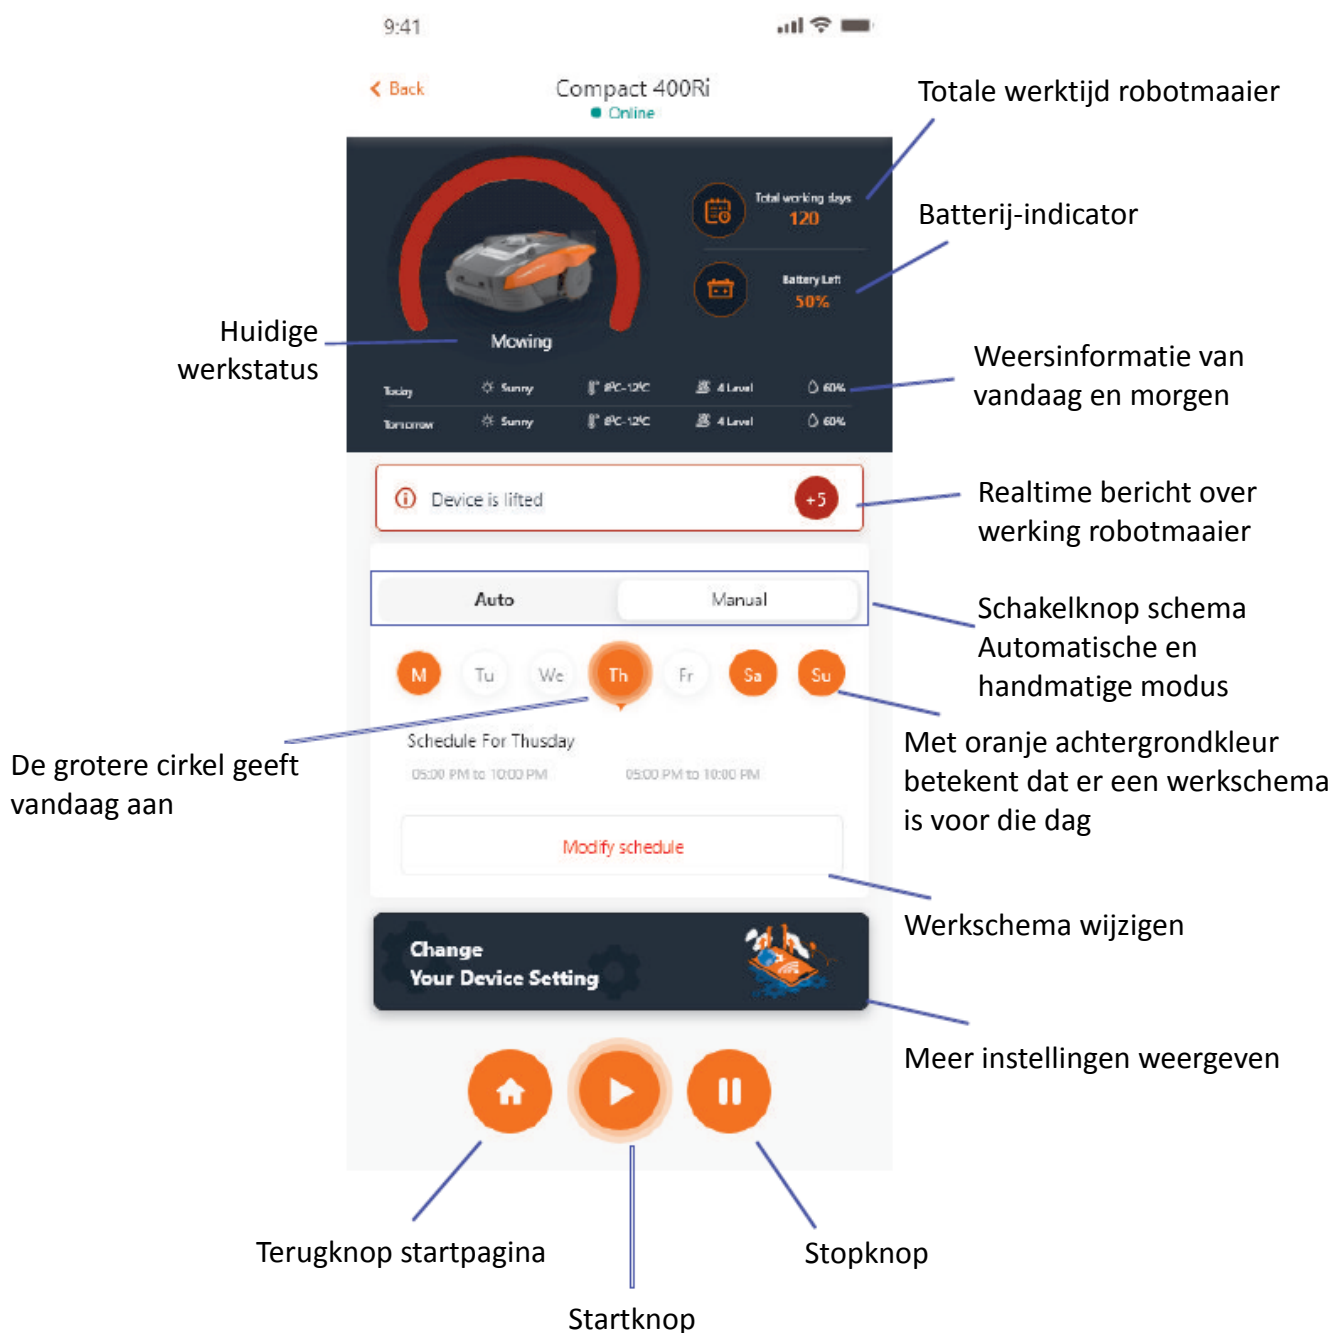 9:41
Back
Compact 400Ri
Online
Totale werktijd robotmaaier
Total working days
120
Batterij-indicator
Battery Left
50%
Huidige
werkstatus
Mowing
Weersinformatie van
vandaag en morgen
Today Sunny 8°C-12°C 4 Level 60%
Tomorrow Sunny 8°C-12°C 4 Level 60%
Device is lifted
+5
Realtime bericht over
werking robotmaaier
Auto Manual
Schakelknop schema
Automatische en
handmatige modus
M Tu We Th Fr Sa Su
De grotere cirkel geeft
vandaag aan
Schedule For Thusday
05:00 PM to 10:00 PM 05:00 PM to 10:00 PM
Met oranje achtergrondkleur
betekent dat er een werkschema
is voor die dag
Modify schedule
Werkschema wijzigen
Change
Your Device Setting
Meer instellingen weergeven
Terugknop startpagina
Stopknop
Startknop